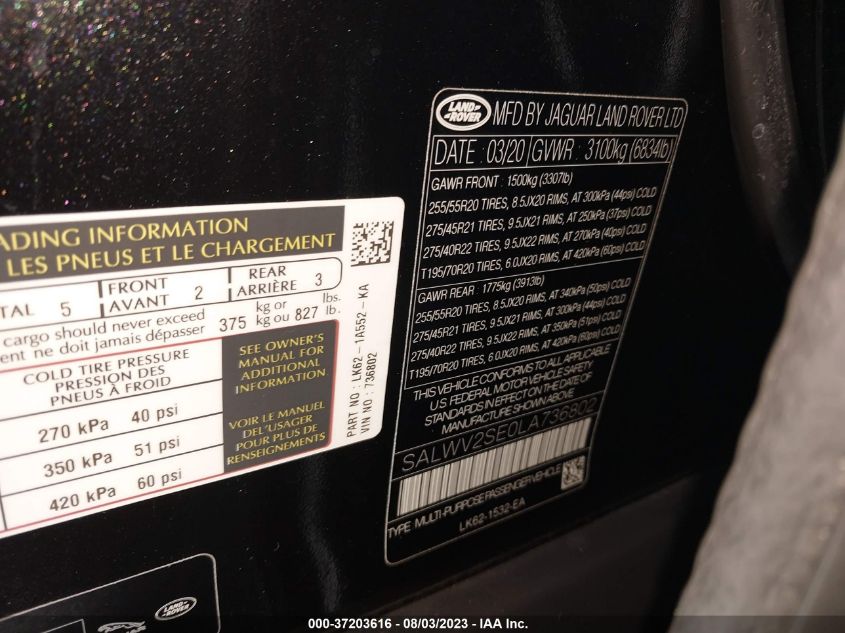 ADING INFORMATION
LES PNEUS ET LE CHARGEMENT
TAL 5 FRONT AVANT 2 REAR ARRIÈRE 3
cargo should never exceed
ent ne doit jamais dépasser 375 kg or kg ou 827 lbs. lb.
COLD TIRE PRESSURE
PRESSION DES
PNEUS À FROID
270 kPa 40 psi
350 kPa 51 psi
420 kPa 60 psi
SEE OWNER'S
MANUAL FOR
ADDITIONAL
INFORMATION
VOIR LE MANUEL
DEL'USAGER
POUR PLUS DE
RENSEIGNEMENTS
PART NO : LK62-1A552-KA
VIN NO : 736802
LAND ROVER
MFD BY JAGUAR LAND ROVER LTD
DATE : 03/20 GVWR : 3100kg (6834lb)
GAWR FRONT : 1500kg (3307lb)
255/55R20 TIRES, 8.5JX20 RIMS, AT 300kPa (44psi) COLD
275/45R21 TIRES, 9.5JX21 RIMS, AT 250kPa (37psi) COLD
275/40R22 TIRES, 9.5JX22 RIMS, AT 270kPa (40psi) COLD
T195/70R20 TIRES, 6.0JX20 RIMS, AT 420kPa (60psi) COLD
GAWR REAR : 1775kg (3913lb)
255/55R20 TIRES, 8.5JX20 RIMS, AT 340kPa (50psi) COLD
275/45R21 TIRES, 9.5JX21 RIMS, AT 300kPa (44psi) COLD
275/40R22 TIRES, 9.5JX22 RIMS, AT 350kPa (51psi) COLD
T195/70R20 TIRES, 6.0JX20 RIMS, AT 420kPa (60psi) COLD
THIS VEHICLE CONFORMS TO ALL APPLICABLE
U.S. FEDERAL MOTOR VEHICLE SAFETY
STANDARDS IN EFFECT ON THE DATE OF
MANUFACTURE SHOWN ABOVE
SALWV2SE0LA736802
TYPE : MULTI-PURPOSE PASSENGER VEHICLE
LK62-1532-EA
LAND ROVER
000-37203616 - 08/03/2023 - IAA Inc.